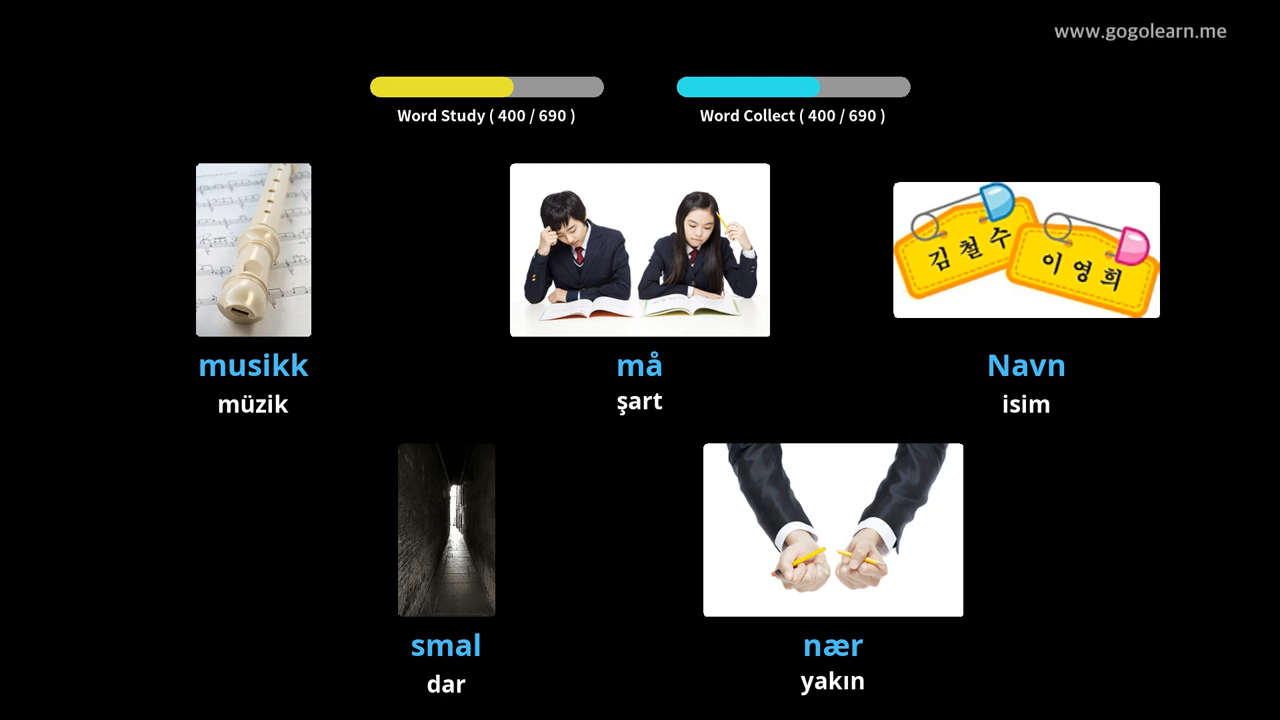 www.gogolearn.me
Word Study ( 400 / 690 )
Word Collect ( 400 / 690 )
김철수
이영희
musikk
müzik
må
şart
Navn
isim
smal
dar
nær
yakın